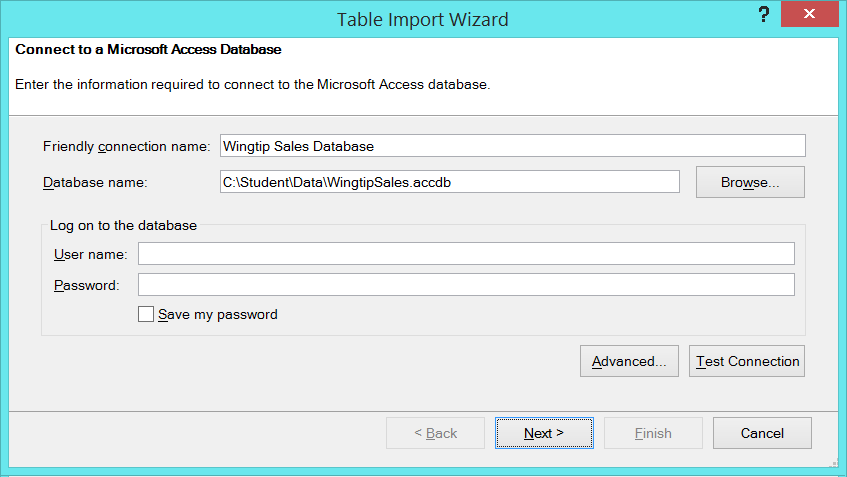 Table Import Wizard
? ×
Connect to a Microsoft Access Database
Enter the information required to connect to the Microsoft Access database.
Friendly connection name: Wingtip Sales Database
Database name: C:\Student\Data\WingtipSales.accdb Browse...
Log on to the database
User name:
Password:
Save my password
Advanced... Test Connection
< Back Next > Finish Cancel